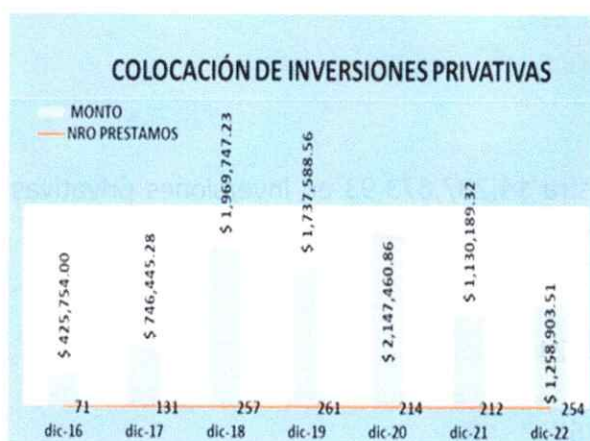 COLOCACIÓN DE INVERSIONES PRIVATIVAS
MONTO
NRO PRESTAMOS
$ 425,754.00
$ 746,445.28
$ 1,969,747.23
$ 1,737,588.56
$ 2,147,460.86
$ 1,130,189.32
$ 1,258,903.51
71 131 257 261 214 212 254
dic-16 dic-17 dic-18 dic-19 dic-20 dic-21 dic-22